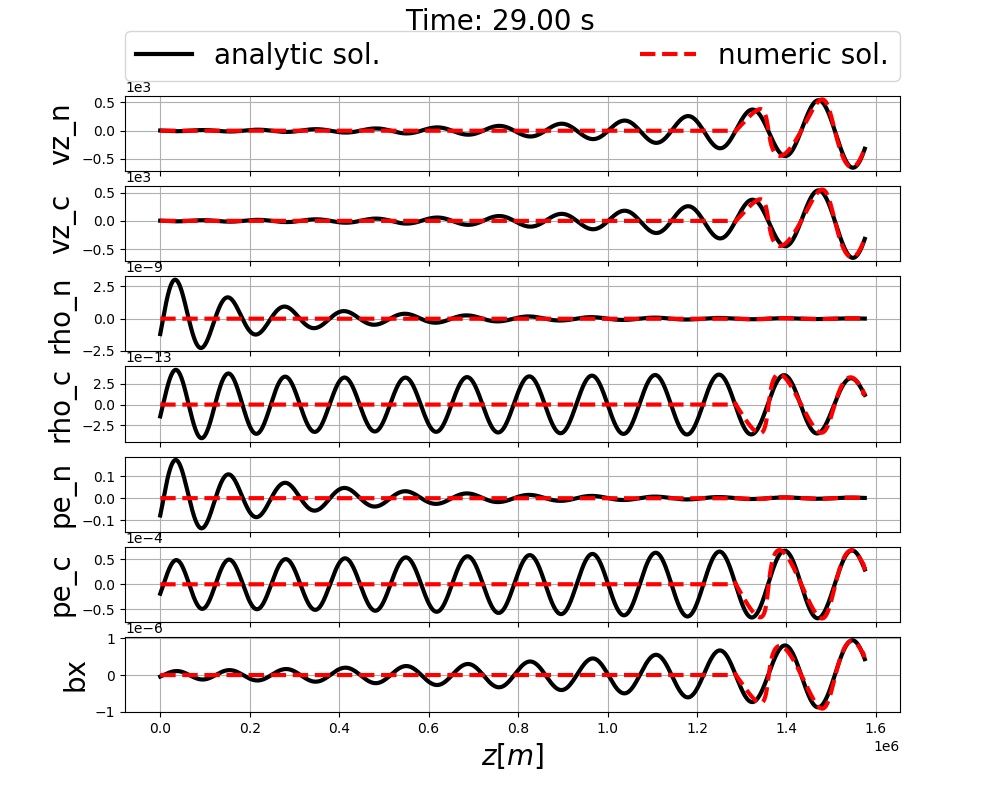 Time: 29.00 s
analytic sol. numeric sol.
1e3
vz_n
0.5
0.0
−0.5
1e3
vz_c
0.5
0.0
−0.5
1e−9
rho_n
2.5
0.0
−2.5
1e−13
rho_c
2.5
0.0
−2.5
pe_n
0.1
0.0
−0.1
1e−4
pe_c
0.5
0.0
−0.5
1e−6
bx
1
0
−1
0.0 0.2 0.4 0.6 0.8 1.0 1.2 1.4 1.6
1e6
z[m]